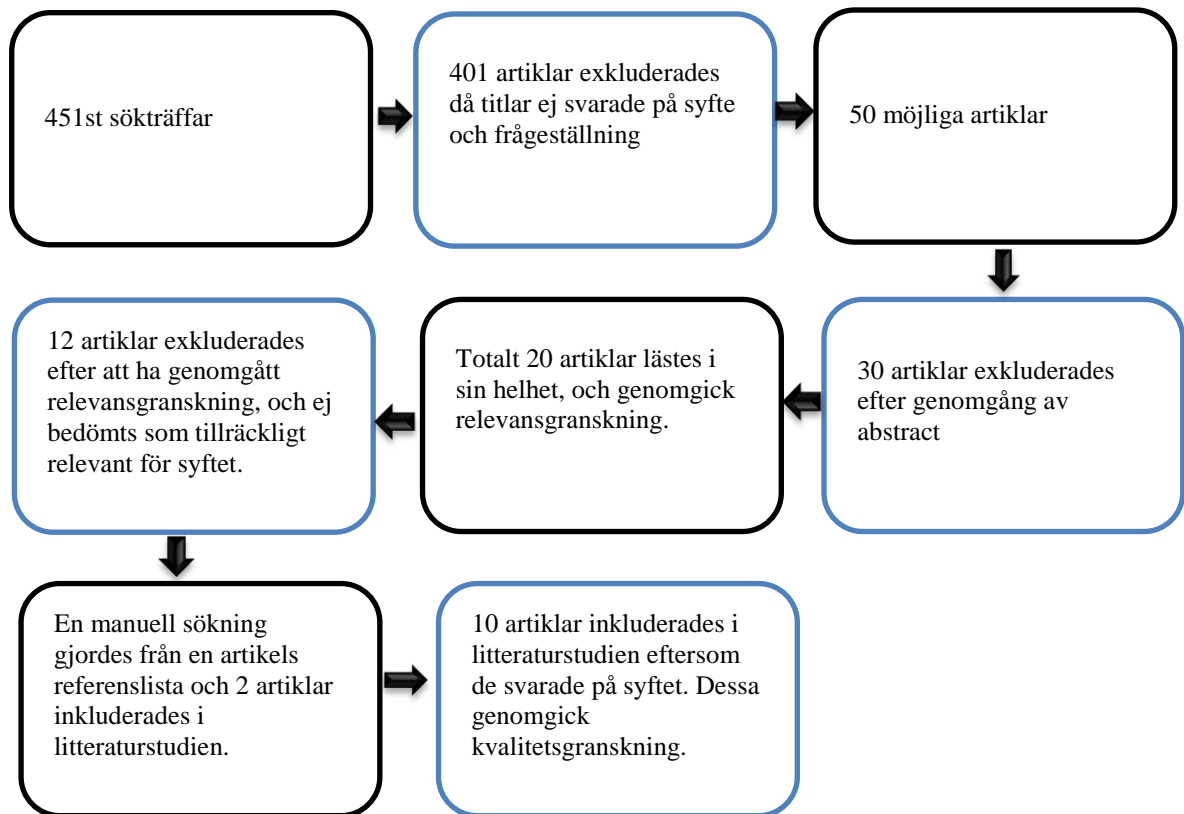 451st sökträffar
401 artiklar exkluderades
då titlar ej svarade på syfte
och frågeställning
50 möjliga artiklar
30 artiklar exkluderades
efter genomgång av
abstract
Totalt 20 artiklar lästes i
sin helhet, och genomgick
relevansgranskning.
12 artiklar exkluderades
efter att ha genomgått
relevansgranskning, och ej
bedömts som tillräckligt
relevant för syftet.
En manuell sökning
gjordes från en artikels
referenslista och 2 artiklar
inkluderades i
litteraturstudien.
10 artiklar inkluderades i
litteraturstudien eftersom
de svarade på syftet. Dessa
genomgick
kvalitetsgranskning.